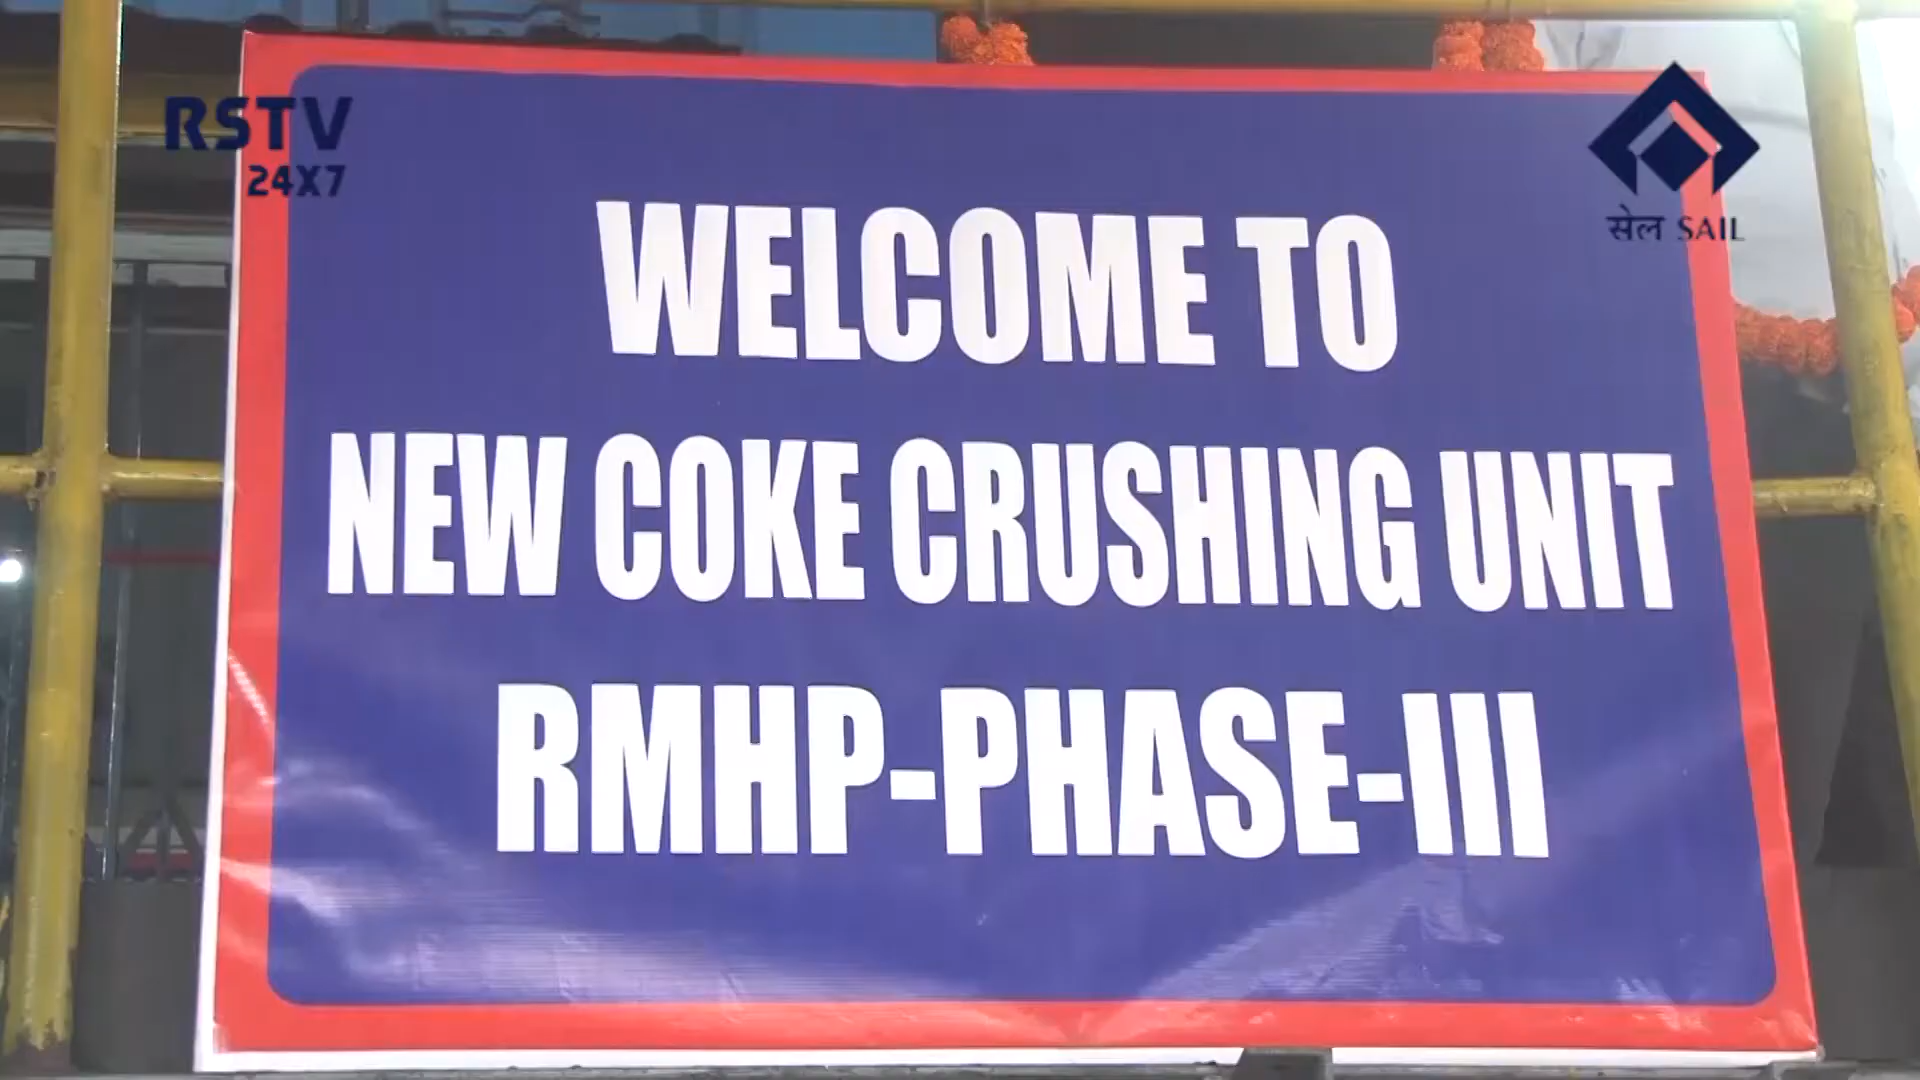 RSTV
24X7
सेल SAIL
WELCOME TO
NEW COKE CRUSHING UNIT
RMHP-PHASE-III